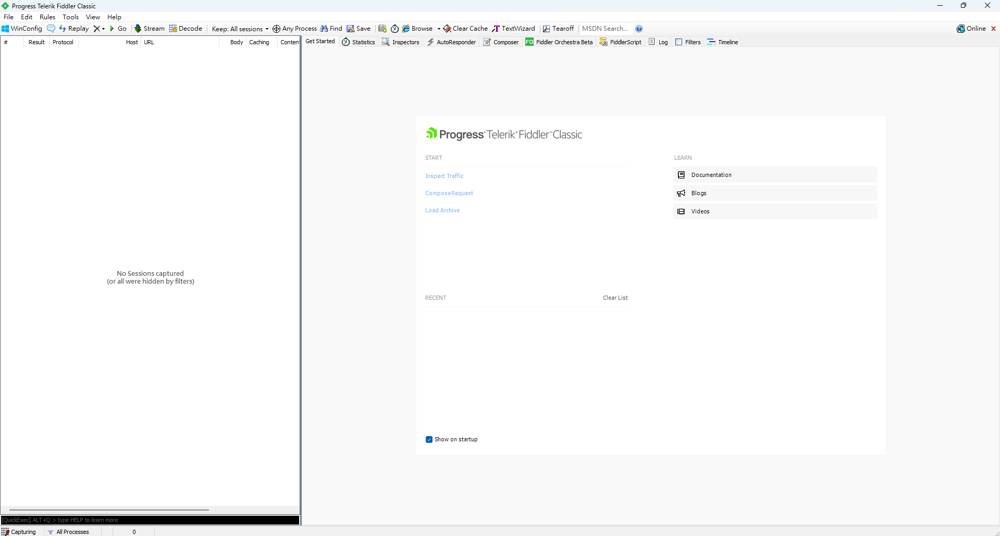 Progress Telerik Fiddler Classic
File Edit Rules Tools View Help
WinConfig Replay Go Stream Decode Keep: All sessions Any Process Find Save Browse Clear Cache TextWizard Tearoff MSDN Search... Online
# Result Protocol Host URL Body Caching Content
Get Started Statistics Inspectors AutoResponder Composer FO Fiddler Orchestra Beta FiddlerScript Log Filters Timeline
No Sessions captured
(or all were hidden by filters)
Progress Telerik Fiddler Classic
START
Inspect Traffic
Compose Request
Load Archive
LEARN
Documentation
Blogs
Videos
RECENT Clear List
Show on startup
[QuickExec] ALT+Q > type HELP to learn more
Capturing All Processes 0